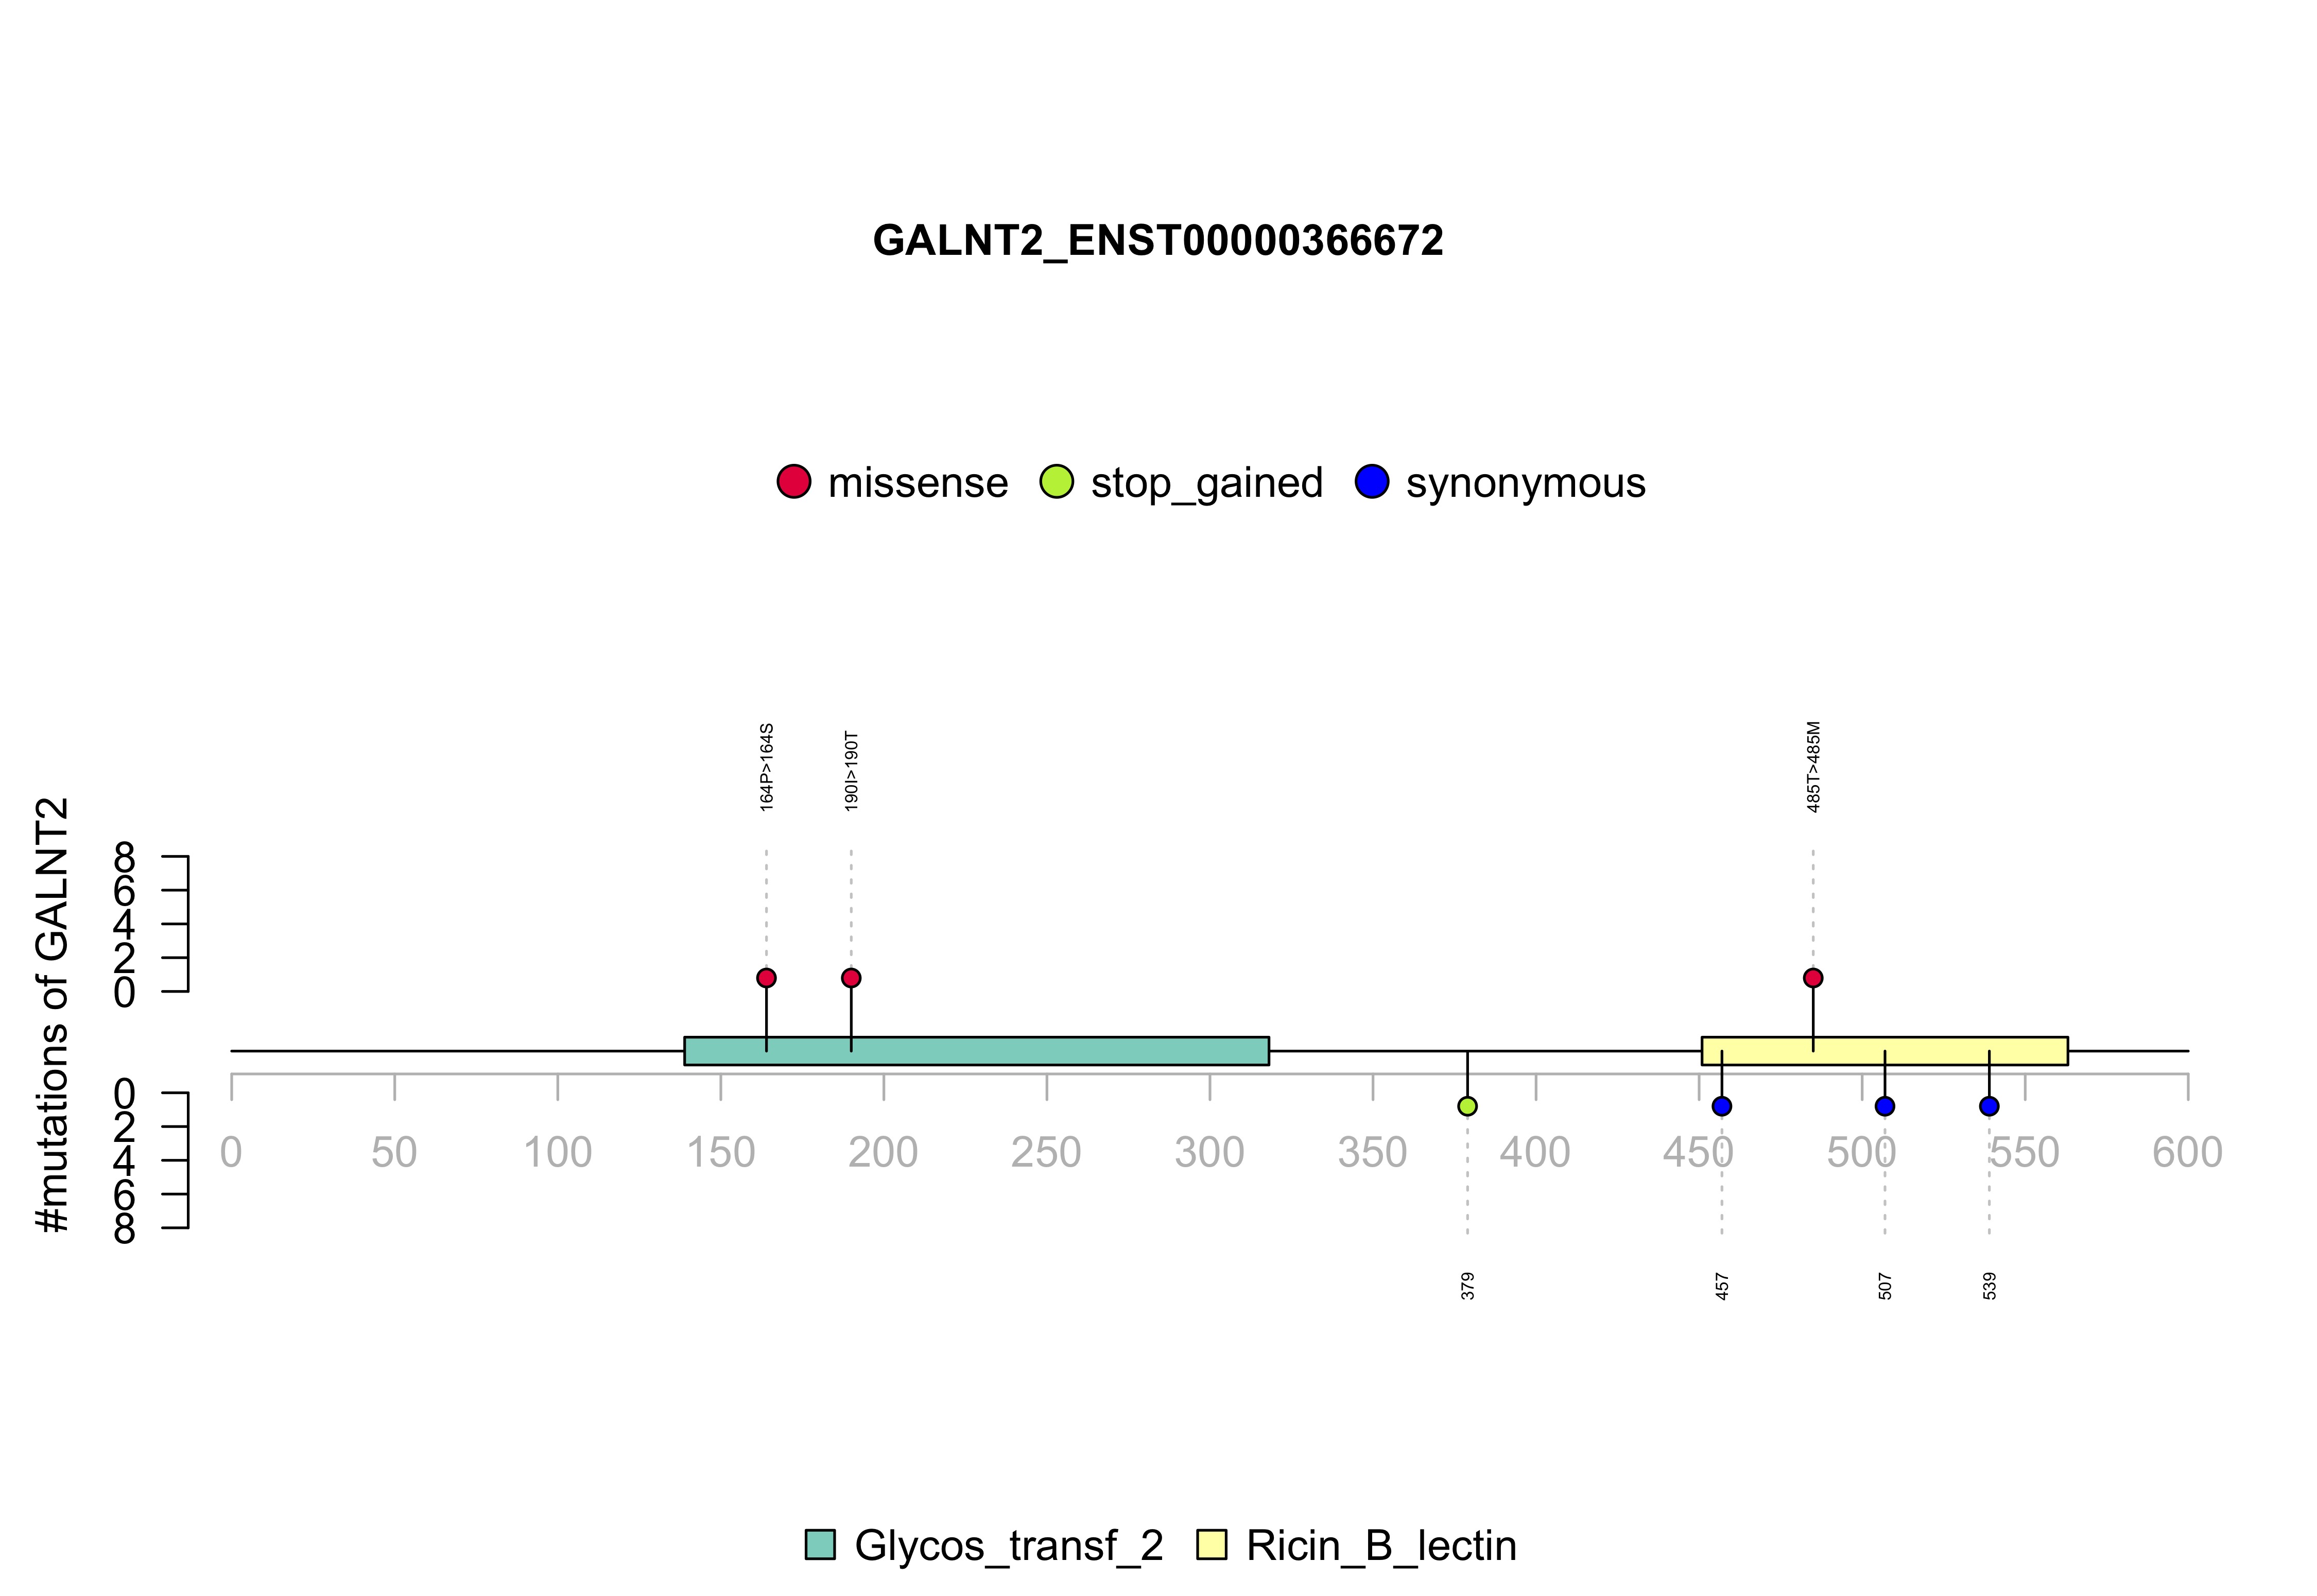 GALNT2_ENST00000366672
missense stop_gained synonymous
164P>164S 190I>190T 485T>485M
#mutations of GALNT2
8
6
4
2
0
0
2
4
6
8
0 50 100 150 200 250 300 350 400 450 500 550 600
379 457 507 539
Glycos_transf_2 Ricin_B_lectin